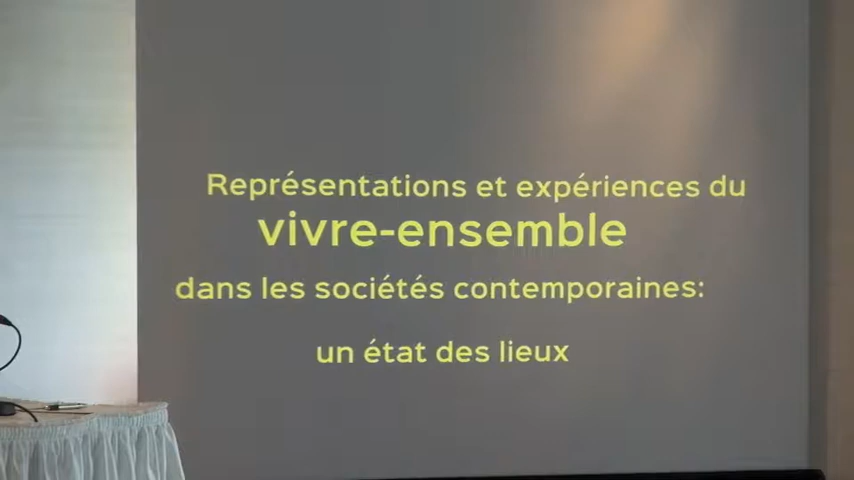 Représentations et expériences du
vivre-ensemble
dans les sociétés contemporaines:
un état des lieux